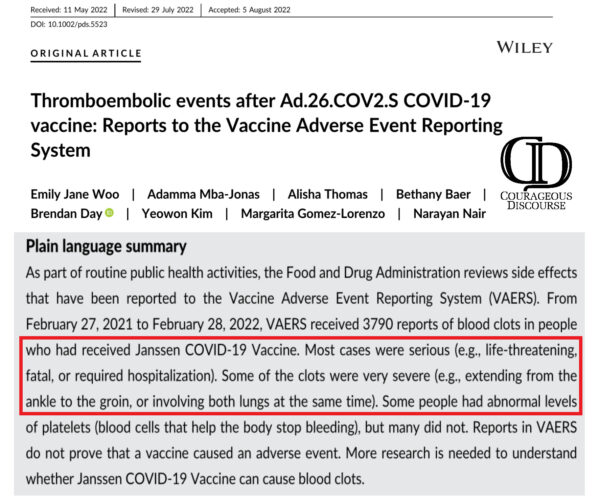 Received: 11 May 2022 | Revised: 29 July 2022 | Accepted: 5 August 2022
DOI: 10.1002/pds.5523
ORIGINAL ARTICLE
WILEY
Thromboembolic events after Ad.26.COV2.S COVID-19
vaccine: Reports to the Vaccine Adverse Event Reporting
System
CD
COURAGEOUS
DISCOURSE
Emily Jane Woo | Adamma Mba-Jonas | Alisha Thomas | Bethany Baer |
Brendan Day iD | Yeowon Kim | Margarita Gomez-Lorenzo | Narayan Nair
Plain language summary
As part of routine public health activities, the Food and Drug Administration reviews side effects
that have been reported to the Vaccine Adverse Event Reporting System (VAERS). From
February 27, 2021 to February 28, 2022, VAERS received 3790 reports of blood clots in people
who had received Janssen COVID-19 Vaccine. Most cases were serious (e.g., life-threatening,
fatal, or required hospitalization). Some of the clots were very severe (e.g., extending from the
ankle to the groin, or involving both lungs at the same time). Some people had abnormal levels
of platelets (blood cells that help the body stop bleeding), but many did not. Reports in VAERS
do not prove that a vaccine caused an adverse event. More research is needed to understand
whether Janssen COVID-19 Vaccine can cause blood clots.